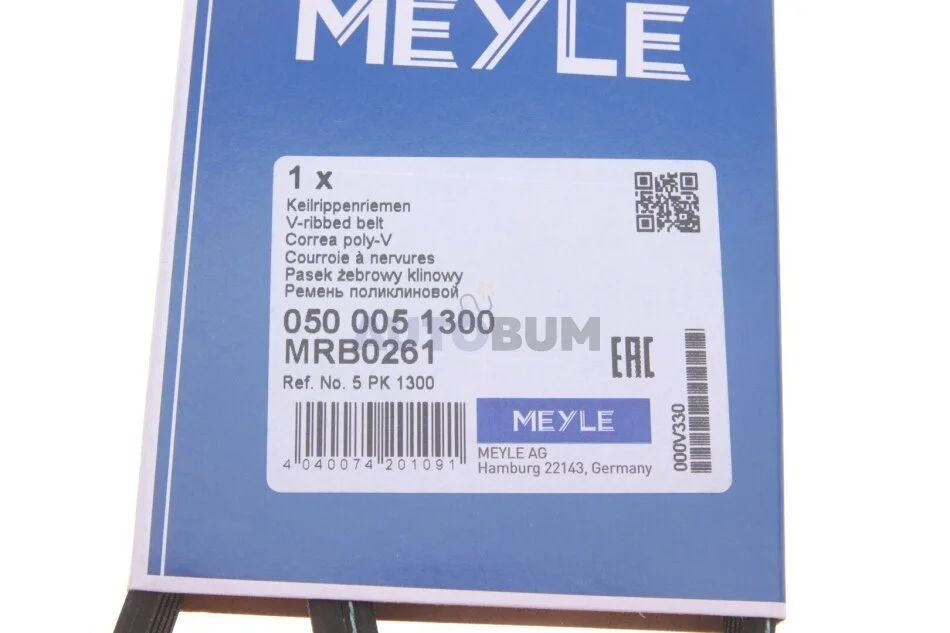 MEYLE
1 x
Keilrippenriemen
V-ribbed belt
Correa poly-V
Courroie à nervures
Pasek żebrowy klinowy
Ремень поликлиновой
050 005 1300
AUTOBUM
MRB0261
EAC
Ref. No. 5 PK 1300
MEYLE
4 040074 201091
MEYLE AG
Hamburg 22143, Germany
000V330